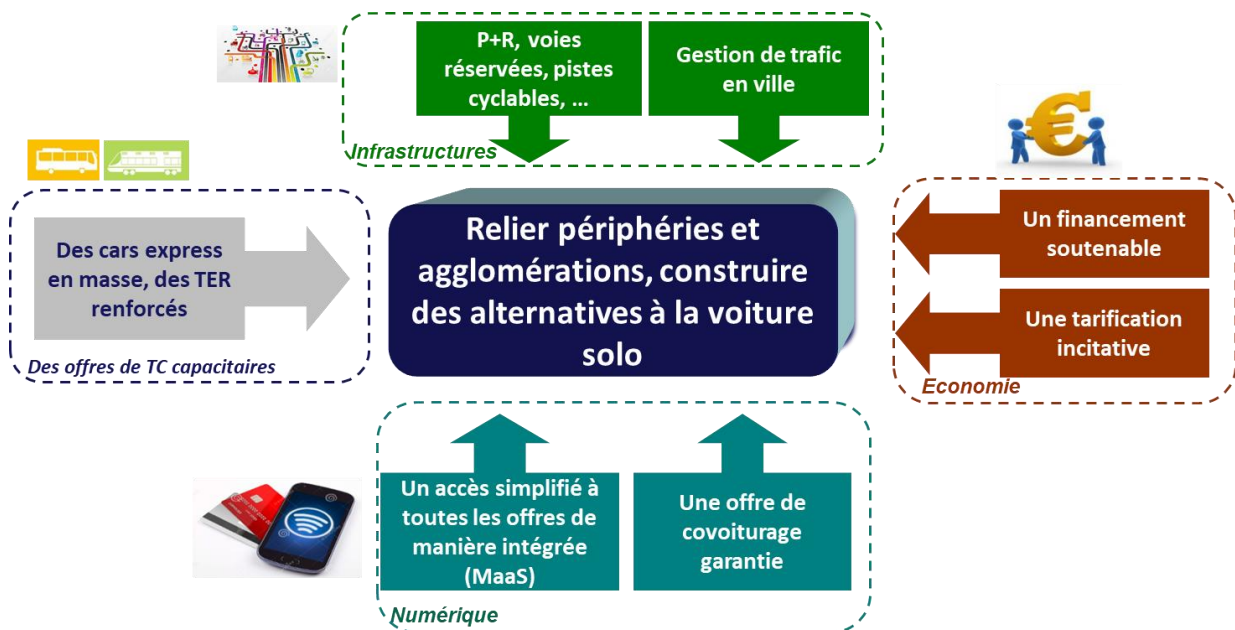 P+R, voies
réservées, pistes
cyclables, ...
Gestion de trafic
en ville
Infrastructures
Des cars express
en masse, des TER
renforcés
Des offres de TC capacitaires
Relier périphéries et
agglomérations, construire
des alternatives à la voiture
solo
Un financement
soutenable
Une tarification
incitative
Economie
Un accès simplifié à
toutes les offres de
manière intégrée
(MaaS)
Une offre de
covoiturage
garantie
Numérique